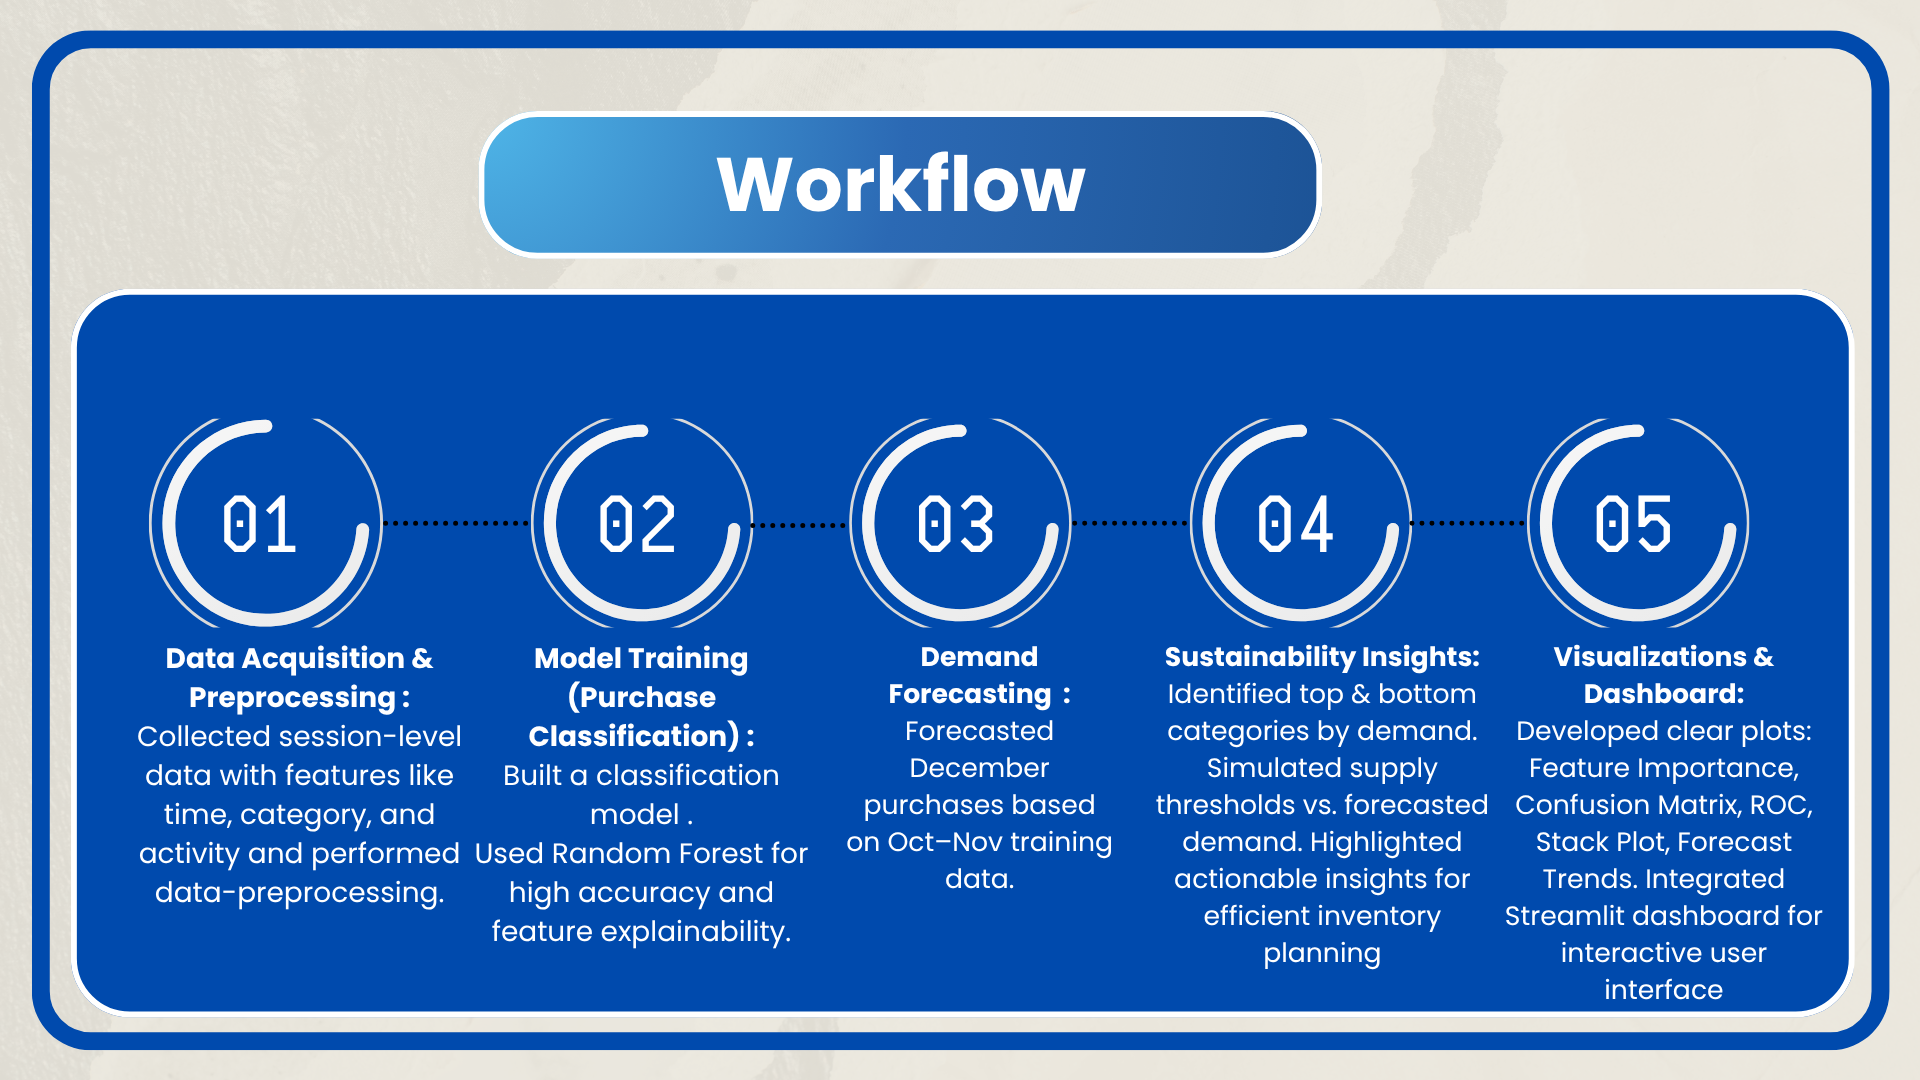 Workflow
01
Data Acquisition &
Preprocessing :
Collected session-level
data with features like
time, category, and
activity and performed
data-preprocessing.
02
Model Training
(Purchase
Classification) :
Built a classification
model .
Used Random Forest for
high accuracy and
feature explainability.
03
Demand
Forecasting :
Forecasted
December
purchases based
on Oct–Nov training
data.
04
Sustainability Insights:
Identified top & bottom
categories by demand.
Simulated supply
thresholds vs. forecasted
demand. Highlighted
actionable insights for
efficient inventory
planning
05
Visualizations &
Dashboard:
Developed clear plots:
Feature Importance,
Confusion Matrix, ROC,
Stack Plot, Forecast
Trends. Integrated
Streamlit dashboard for
interactive user
interface